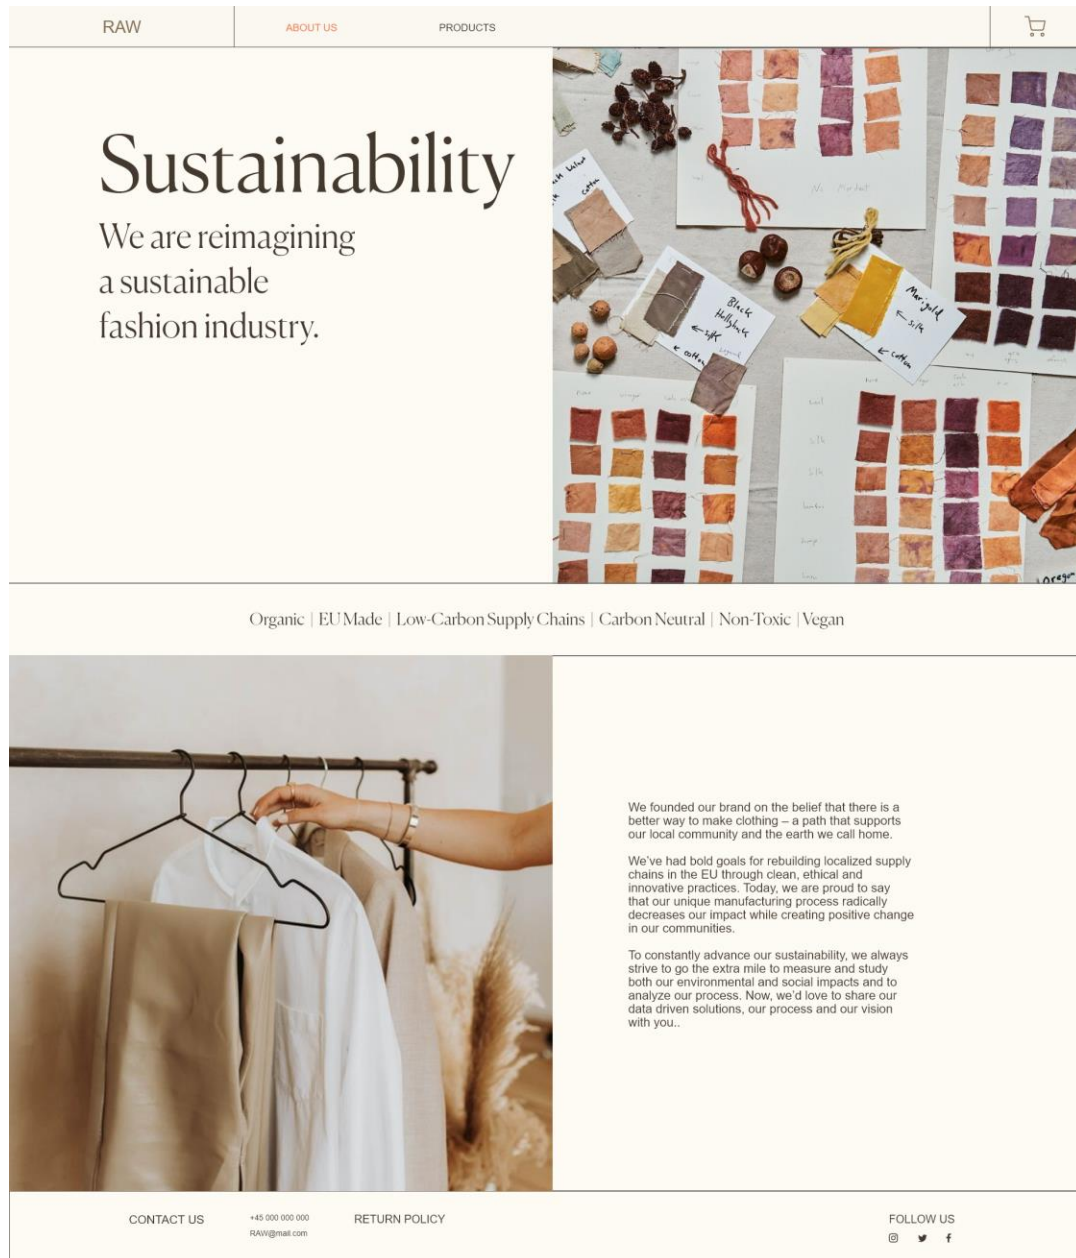 RAW
ABOUT US
PRODUCTS
Sustainability
We are reimagining
a sustainable
fashion industry.
cotton
No Mordant
Black
Hollyhock
silk
cotton
Marigold
silk
cotton
Organic | EU Made | Low-Carbon Supply Chains | Carbon Neutral | Non-Toxic | Vegan
We founded our brand on the belief that there is a
better way to make clothing – a path that supports
our local community and the earth we call home.
We've had bold goals for rebuilding localized supply
chains in the EU through clean, ethical and
innovative practices. Today, we are proud to say
that our unique manufacturing process radically
decreases our impact while creating positive change
in our communities.
To constantly advance our sustainability, we always
strive to go the extra mile to measure and study
both our environmental and social impacts and to
analyze our process. Now, we'd love to share our
data driven solutions, our process and our vision
with you..
CONTACT US
+45 000 000 000
RAW@mail.com
RETURN POLICY
FOLLOW US